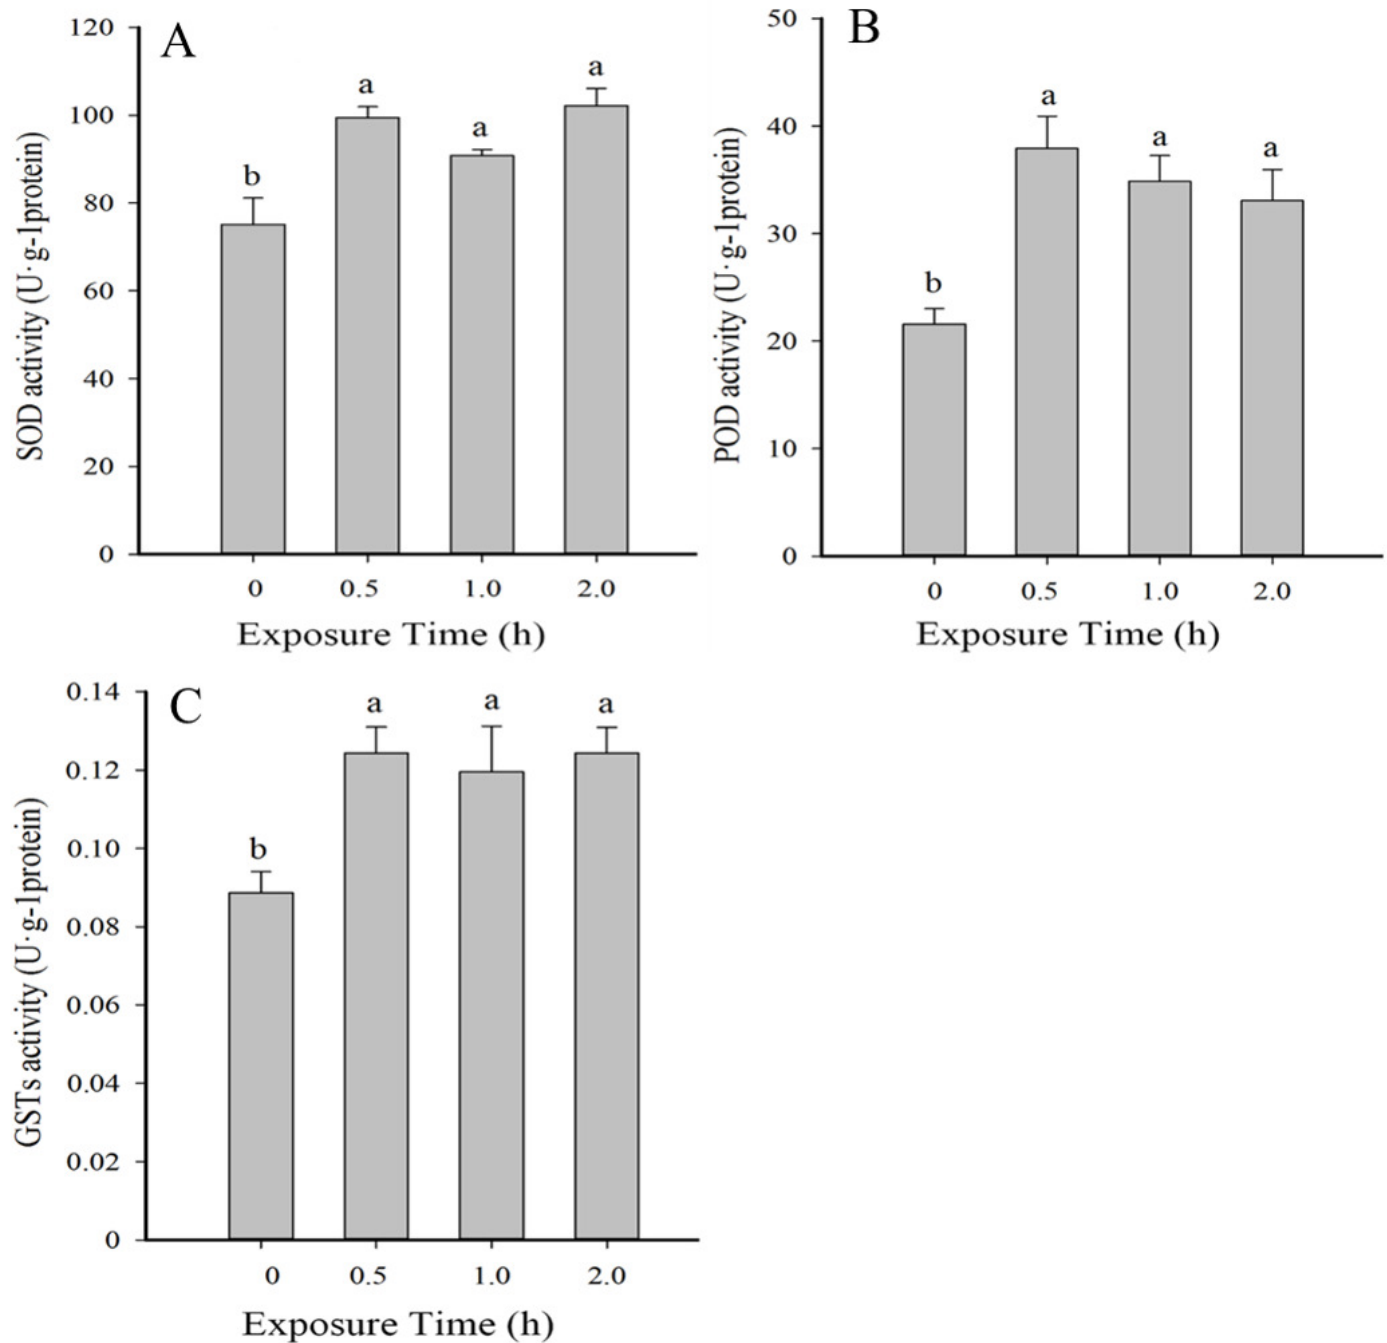 A
120
100
80
60
40
20
0
b
a
a
a
SOD activity (U·g-1protein)
0 0.5 1.0 2.0
Exposure Time (h)
B
50
40
30
20
10
0
b
a
a
a
POD activity (U·g-1protein)
0 0.5 1.0 2.0
Exposure Time (h)
C
0.14
0.12
0.10
0.08
0.06
0.04
0.02
0
b
a
a
a
GSTs activity (U·g-1protein)
0 0.5 1.0 2.0
Exposure Time (h)